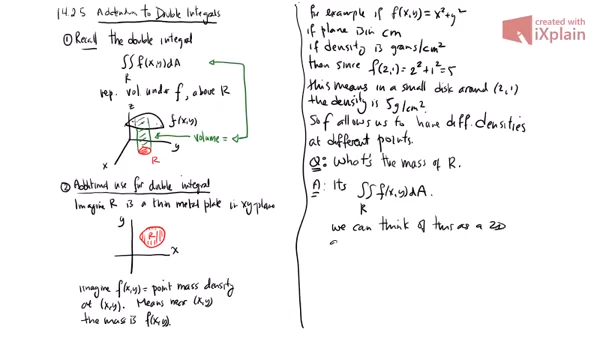 14.2.5 Addendum to Double Integrals
① Recall the double integral
∬ f(x,y)dA
R
rep. vol. under f, above R
z
f(x,y)
volume =
y
R
x
② Additional use for double integral
Imagine R is a thin metal plate in xy-plane
y
R
x
Imagine f(x,y) = point mass density
at (x,y). Means near (x,y)
the mass is f(x,y).
For example if f(x,y) = x²+y²
if plane is in cm
if density is grams/cm²
then since f(2,1) = 2²+1² = 5
this means in a small disk around (2,1)
the density is 5g/cm².
So f allows us to have diff. densities
at different points.
Q: What's the mass of R.
A: Its ∬ f(x,y)dA.
R
we can think of this as a 2D
created with
iXplain